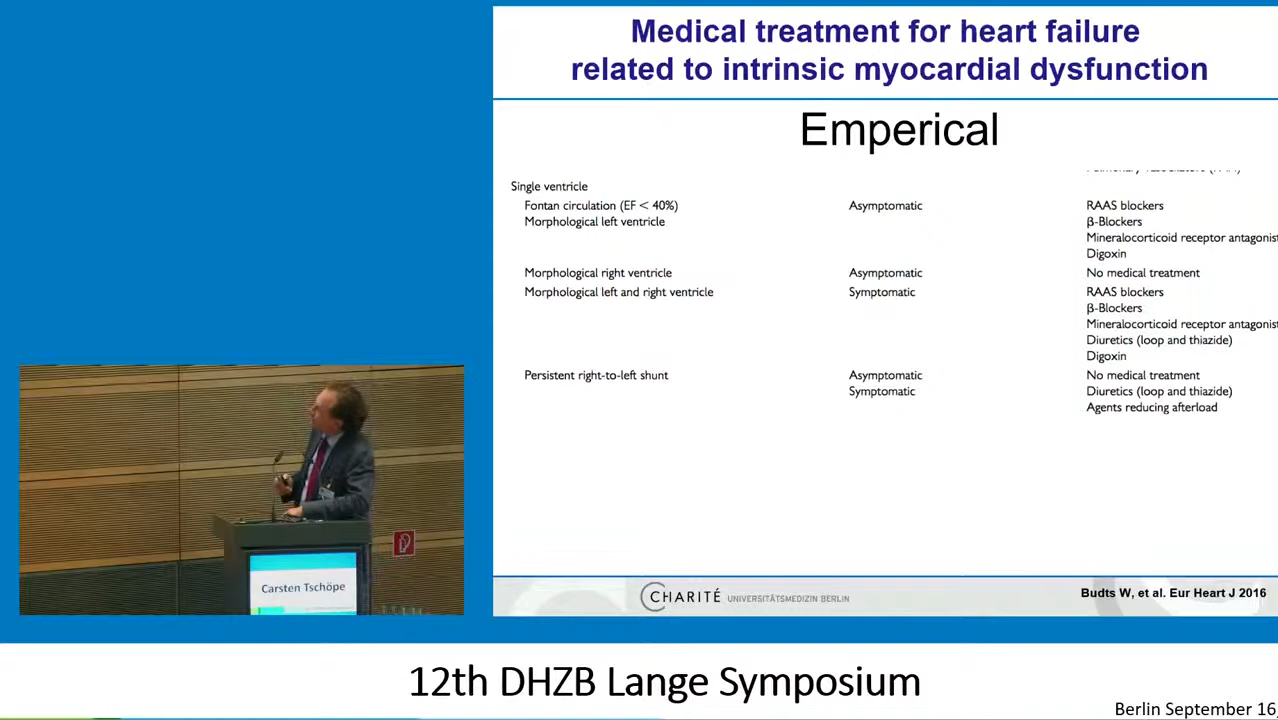 Medical treatment for heart failure
related to intrinsic myocardial dysfunction
Emperical
Single ventricle
Fontan circulation (EF < 40%) Asymptomatic RAAS blockers
Morphological left ventricle β-Blockers
Mineralocorticoid receptor antagonist
Digoxin
Morphological right ventricle Asymptomatic No medical treatment
Morphological left and right ventricle Symptomatic RAAS blockers
β-Blockers
Mineralocorticoid receptor antagonist
Diuretics (loop and thiazide)
Digoxin
Persistent right-to-left shunt Asymptomatic No medical treatment
Symptomatic Diuretics (loop and thiazide)
Agents reducing afterload
Carsten Tschöpe
CHARITÉ UNIVERSITÄTSMEDIZIN BERLIN
Budts W, et al. Eur Heart J 2016
12th DHZB Lange Symposium
Berlin September 16